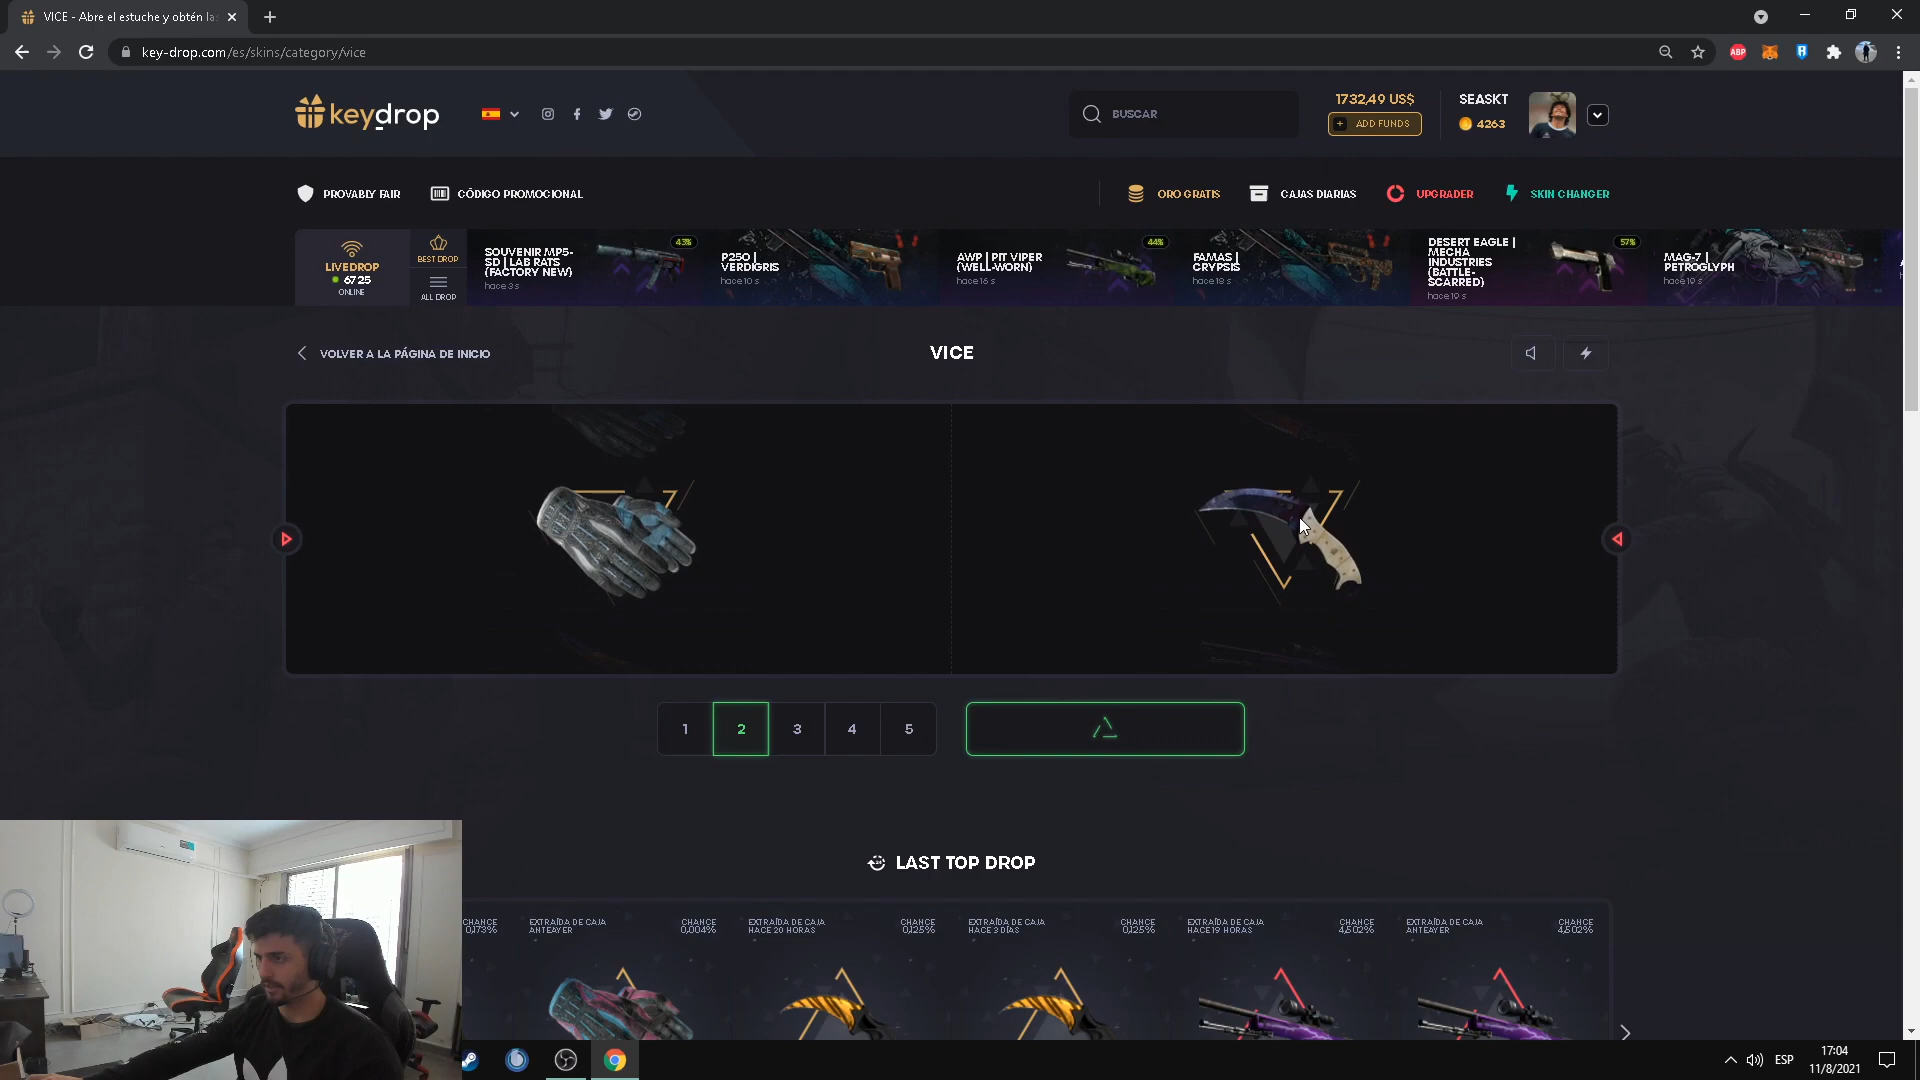 VICE - Abre el estuche y obtén las
key-drop.com/es/skins/category/vice
ABP
keydrop
BUSCAR
1732,49 US$
ADD FUNDS
SEASKT
4263
PROVABLY FAIR
CÓDIGO PROMOCIONAL
ORO GRATIS
CAJAS DIARIAS
UPGRADER
SKIN CHANGER
LIVEDROP
6725
ONLINE
BEST DROP
ALL DROP
SOUVENIR MP5-
SD | LAB RATS
(FACTORY NEW)
hace 3 s
43%
P250 |
VERDIGRIS
hace 10 s
AWP | PIT VIPER
(WELL-WORN)
hace 16 s
44%
FAMAS |
CRYPSIS
hace 18 s
DESERT EAGLE |
MECHA
INDUSTRIES
(BATTLE-
SCARRED)
hace 19 s
57%
MAG-7 |
PETROGLYPH
hace 19 s
VOLVER A LA PÁGINA DE INICIO
VICE
1 2 3 4 5
LAST TOP DROP
CHANCE
0,173%
EXTRAÍDA DE CAJA
ANTEAYER
CHANCE
0,004%
EXTRAÍDA DE CAJA
HACE 20 HORAS
CHANCE
0,125%
EXTRAÍDA DE CAJA
HACE 3 DÍAS
CHANCE
0,125%
EXTRAÍDA DE CAJA
HACE 19 HORAS
CHANCE
4,502%
EXTRAÍDA DE CAJA
ANTEAYER
CHANCE
4,502%
ESP
17:04
11/8/2021